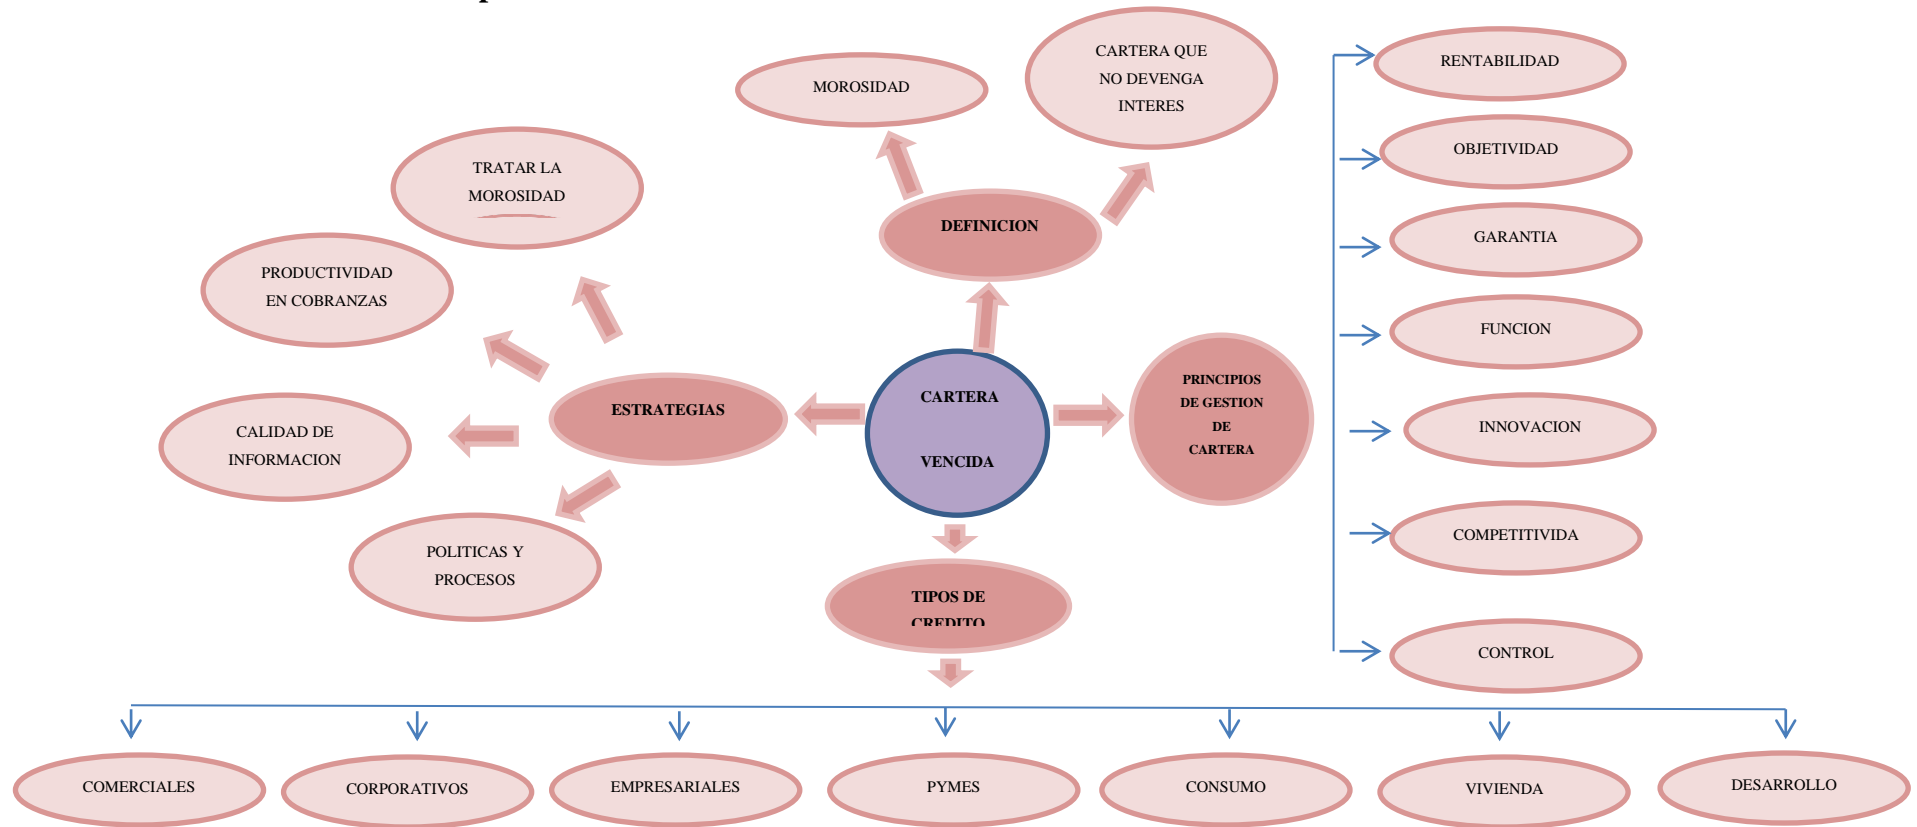 CARTERA QUE
NO DEVENGA
INTERES
MOROSIDAD
DEFINICION
TRATAR LA
MOROSIDAD
PRODUCTIVIDAD
EN COBRANZAS
CALIDAD DE
INFORMACION
POLITICAS Y
PROCESOS
ESTRATEGIAS
CARTERA
VENCIDA
PRINCIPIOS
DE GESTION
DE
CARTERA
RENTABILIDAD
OBJETIVIDAD
GARANTIA
FUNCION
INNOVACION
COMPETITIVIDA
CONTROL
TIPOS DE
CREDITO
COMERCIALES
CORPORATIVOS
EMPRESARIALES
PYMES
CONSUMO
VIVIENDA
DESARROLLO